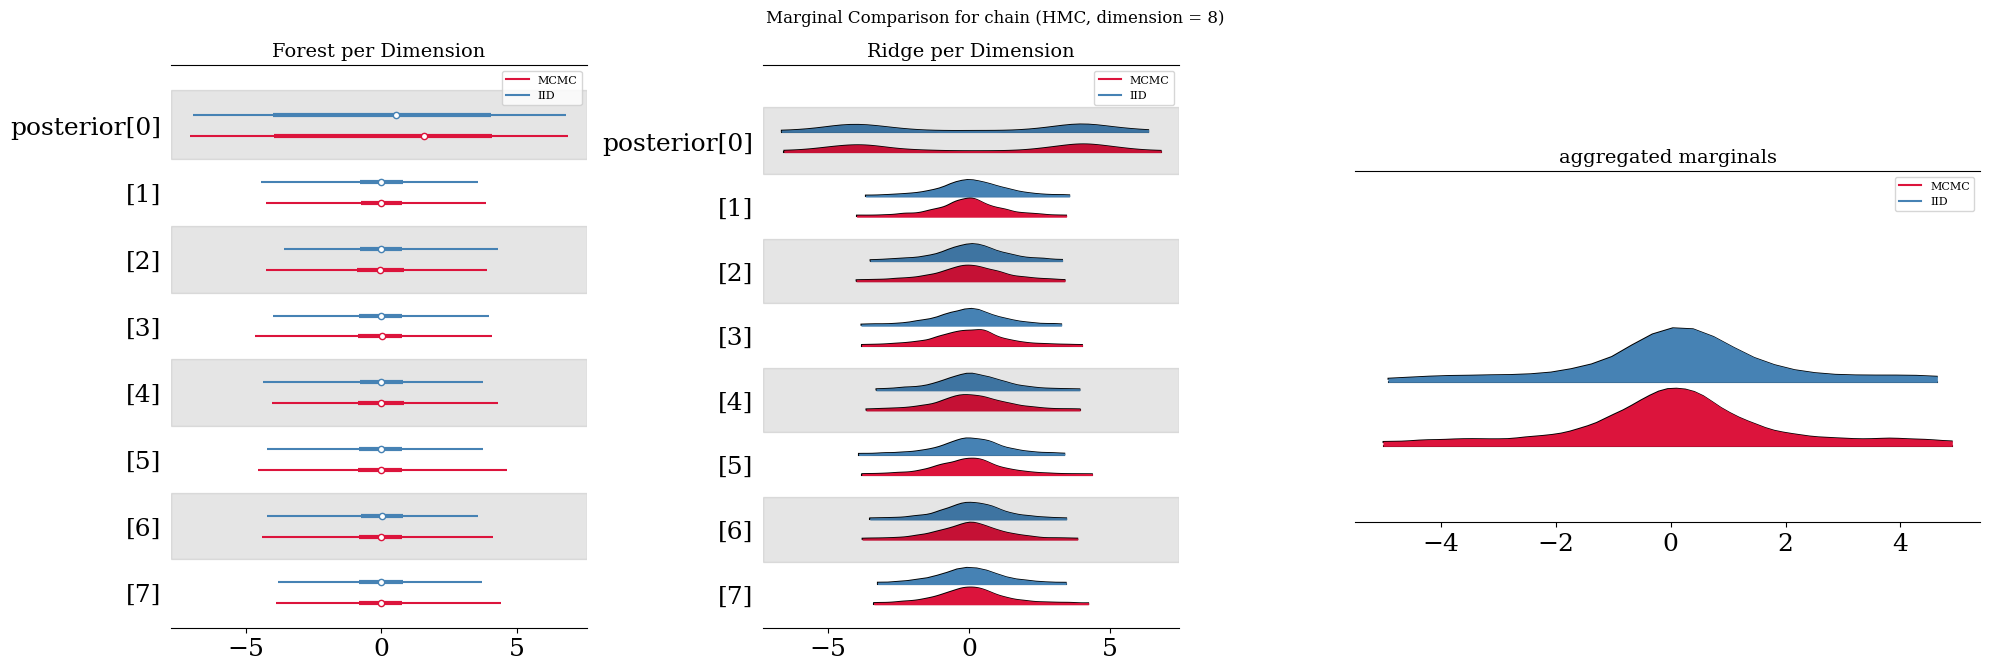 Marginal Comparison for chain (HMC, dimension = 8)
Forest per Dimension
MCMC
IID
posterior[0]
[1]
[2]
[3]
[4]
[5]
[6]
[7]
−5 0 5
Ridge per Dimension
MCMC
IID
posterior[0]
[1]
[2]
[3]
[4]
[5]
[6]
[7]
−5 0 5
aggregated marginals
MCMC
IID
−4 −2 0 2 4